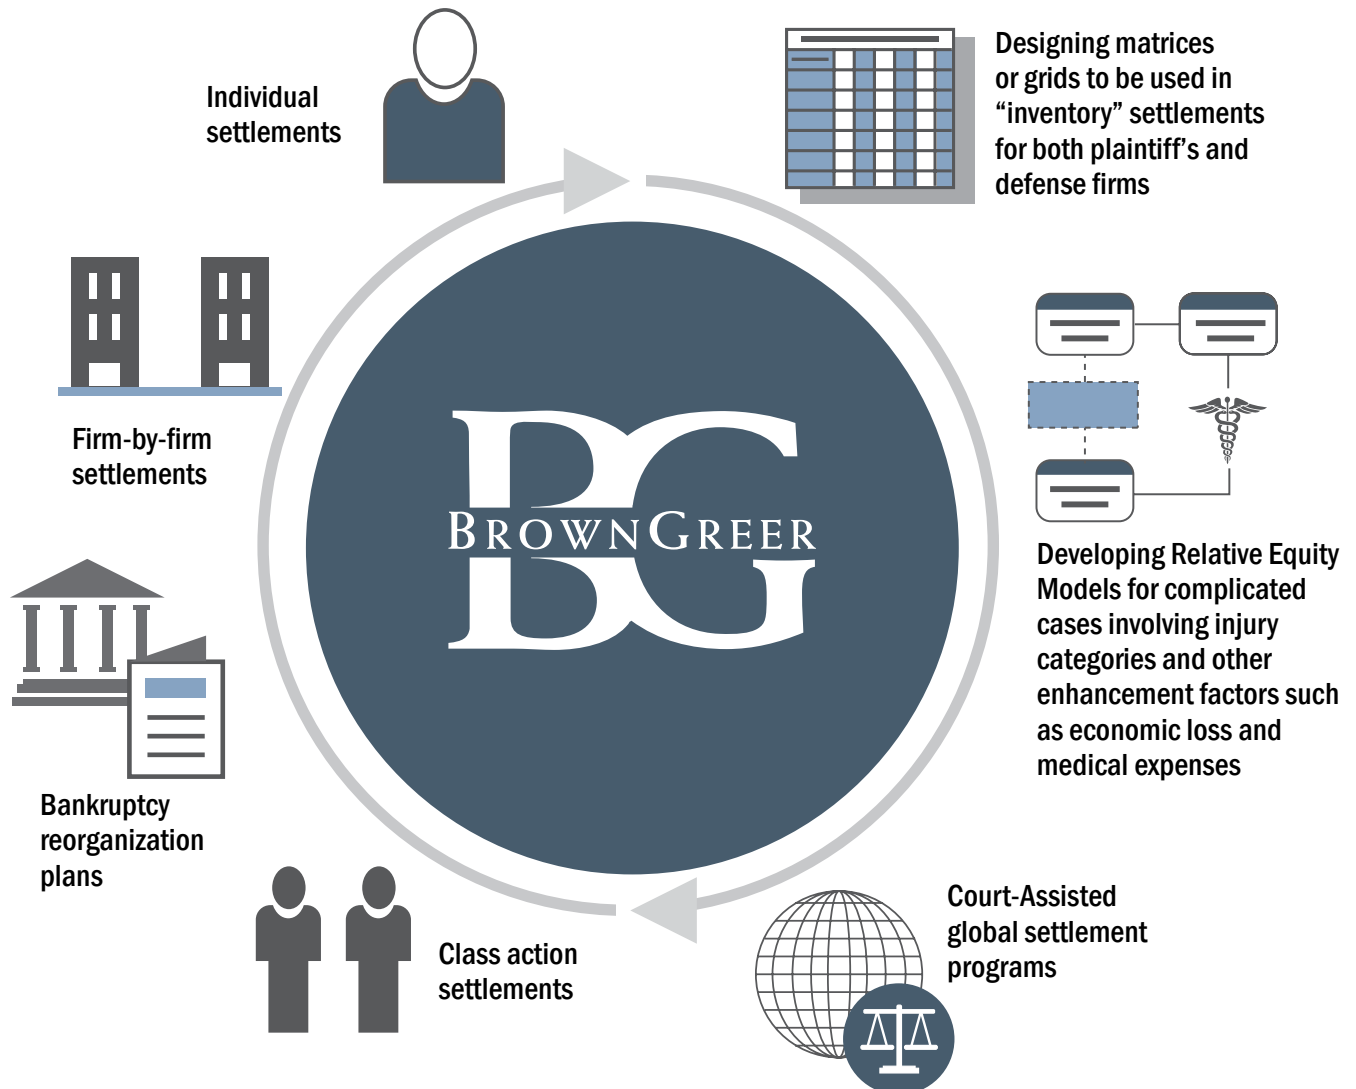 Individual
settlements
Designing matrices
or grids to be used in
“inventory” settlements
for both plaintiff’s and
defense firms
Developing Relative Equity
Models for complicated
cases involving injury
categories and other
enhancement factors such
as economic loss and
medical expenses
Court-Assisted
global settlement
programs
Class action
settlements
Bankruptcy
reorganization
plans
Firm-by-firm
settlements
BG
BROWNGREER